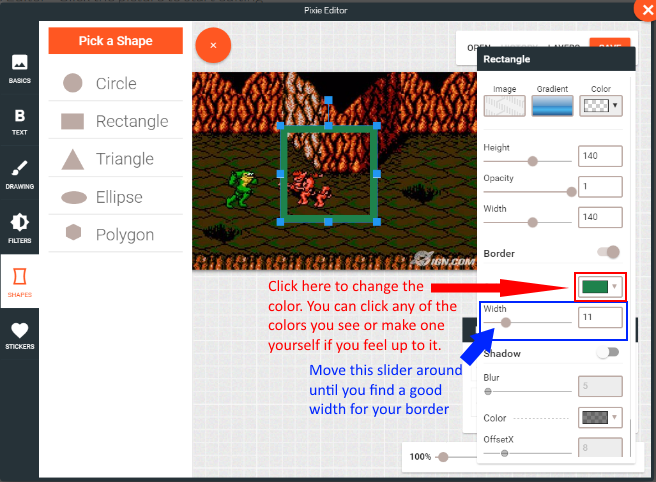 Pixie Editor
BASICS
TEXT
DRAWING
FILTERS
SHAPES
STICKERS
Pick a Shape
Circle
Rectangle
Triangle
Ellipse
Polygon
OPEN
LAYERS
Rectangle
Image Gradient Color
Height
140
Opacity
1
Width
140
Border
Width
11
Shadow
Blur
5
Color
OffsetX
8
IGN.COM
Click here to change the
color. You can click any of the
colors you see or make one
yourself if you feel up to it.
Move this slider around
until you find a good
width for your border
100%